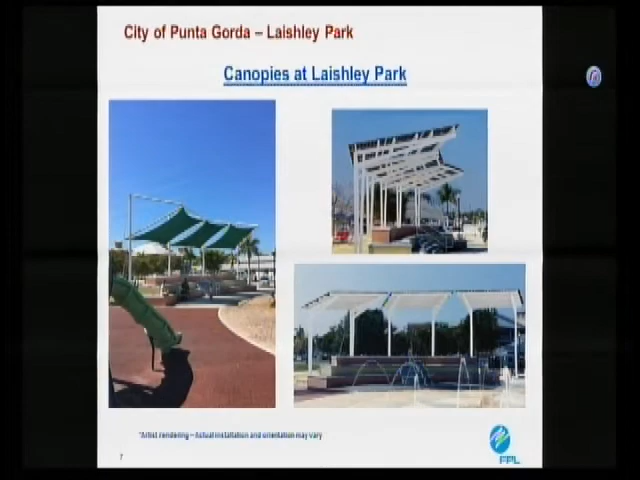 City of Punta Gorda – Laishley Park
Canopies at Laishley Park
*Artist rendering – Actual installation and orientation may vary
7
FPL